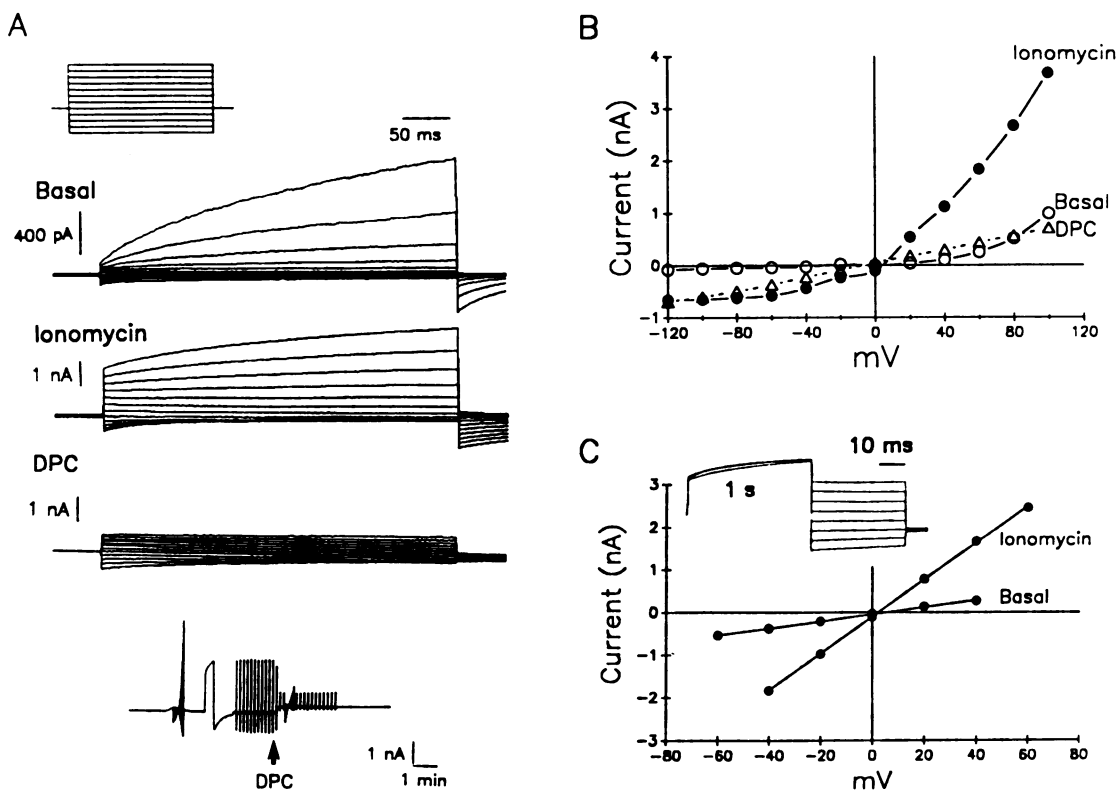 A
50 ms
Basal
400 pA
Ionomycin
1 nA
DPC
1 nA
1 nA
1 min
DPC
B
Ionomycin
Basal
DPC
Current (nA)
4
3
2
1
0
-1
-120 -80 -40 0 40 80 120
mV
C
10 ms
1 s
Ionomycin
Basal
Current (nA)
3
2
1
0
-1
-2
-3
-80 -60 -40 -20 0 20 40 60 80
mV